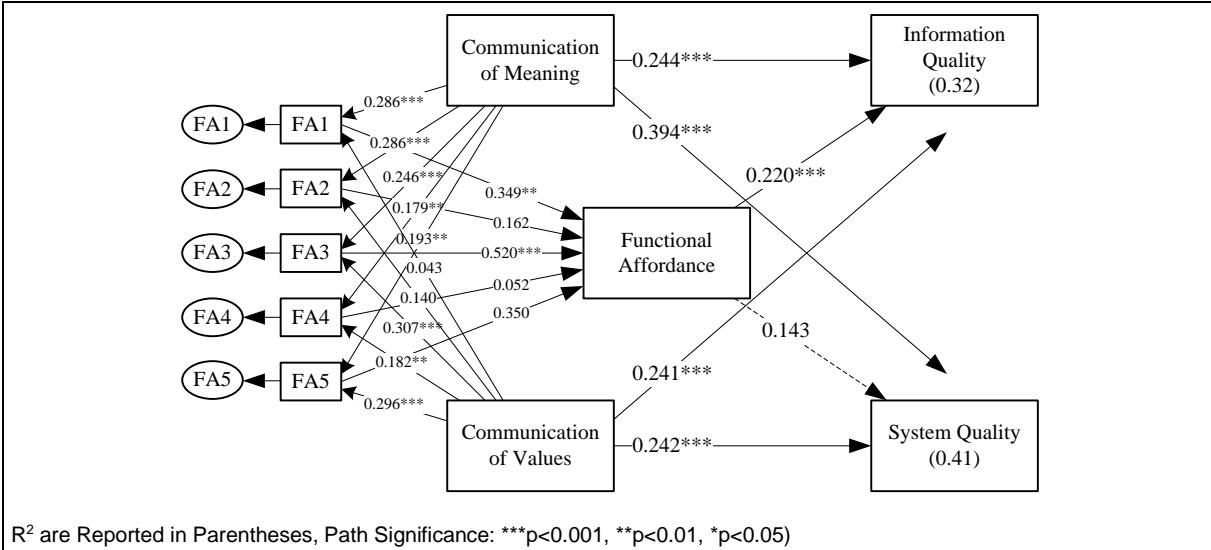 Communication
of Meaning
Information
Quality
(0.32)
0.244***
0.286***
FA1
FA1
0.394***
0.286***
FA2
FA2
0.246***
0.349**
0.220***
0.179**
0.162
FA3
FA3
0.193**
0.520***
Functional
Affordance
0.043
0.052
FA4
FA4
0.140
0.350
0.307***
0.143
FA5
FA5
0.182**
0.241***
0.296***
Communication
of Values
0.242***
System Quality
(0.41)
R² are Reported in Parentheses, Path Significance: ***p<0.001, **p<0.01, *p<0.05)